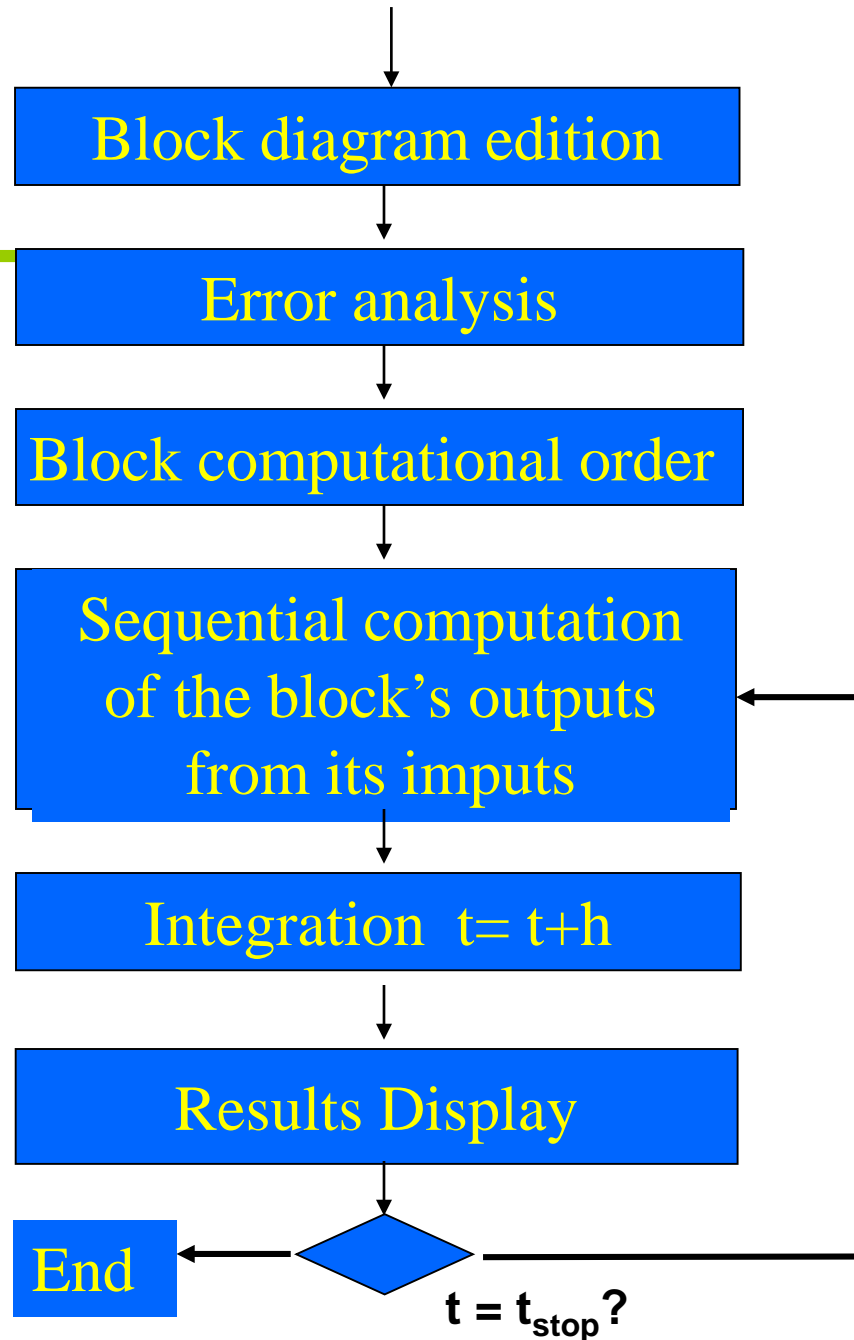 Block diagram edition
Error analysis
Block computational order
Sequential computation
of the block's outputs
from its imputs
Integration  t= t+h
Results Display
End
t = tstop?